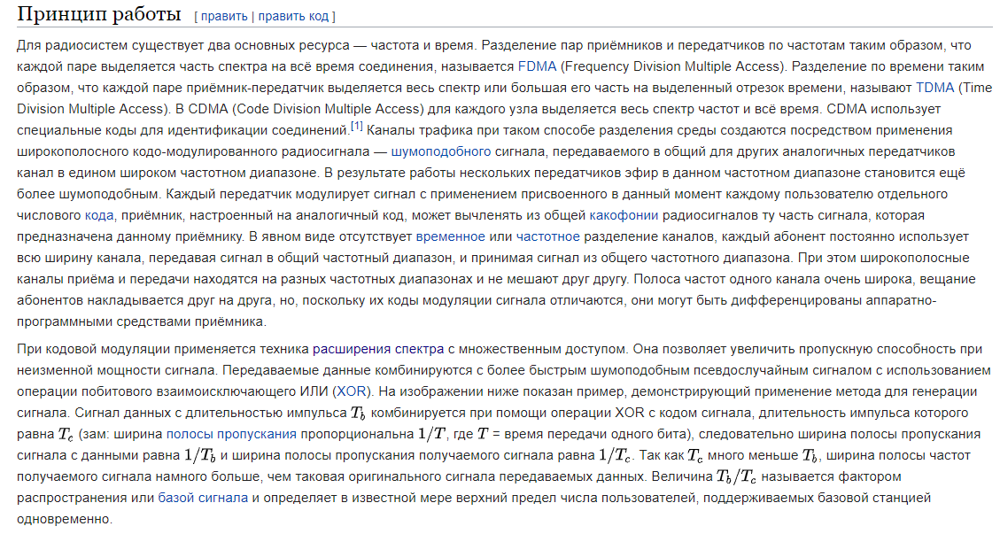 Принцип работы [ править | править код ]
Для радиосистем существует два основных ресурса — частота и время. Разделение пар приёмников и передатчиков по частотам таким образом, что
каждой паре выделяется часть спектра на всё время соединения, называется FDMA (Frequency Division Multiple Access). Разделение по времени таким
образом, что каждой паре приёмник-передатчик выделяется весь спектр или большая его часть на выделенный отрезок времени, называют TDMA (Time
Division Multiple Access). В CDMA (Code Division Multiple Access) для каждого узла выделяется весь спектр частот и всё время. CDMA использует
специальные коды для идентификации соединений.[1] Каналы трафика при таком способе разделения среды создаются посредством применения
широкополосного кодо-модулированного радиосигнала — шумоподобного сигнала, передаваемого в общий для других аналогичных передатчиков
канал в едином широком частотном диапазоне. В результате работы нескольких передатчиков эфир в данном частотном диапазоне становится ещё
более шумоподобным. Каждый передатчик модулирует сигнал с применением присвоенного в данный момент каждому пользователю отдельного
числового кода, приёмник, настроенный на аналогичный код, может вычленять из общей какофонии радиосигналов ту часть сигнала, которая
предназначена данному приёмнику. В явном виде отсутствует временное или частотное разделение каналов, каждый абонент постоянно использует
всю ширину канала, передавая сигнал в общий частотный диапазон, и принимая сигнал из общего частотного диапазона. При этом широкополосные
каналы приёма и передачи находятся на разных частотных диапазонах и не мешают друг другу. Полоса частот одного канала очень широка, вещание
абонентов накладывается друг на друга, но, поскольку их коды модуляции сигнала отличаются, они могут быть дифференцированы аппаратно-
программными средствами приёмника.
При кодовой модуляции применяется техника расширения спектра с множественным доступом. Она позволяет увеличить пропускную способность при
неизменной мощности сигнала. Передаваемые данные комбинируются с более быстрым шумоподобным псевдослучайным сигналом с использованием
операции побитового взаимоисключающего ИЛИ (XOR). На изображении ниже показан пример, демонстрирующий применение метода для генерации
сигнала. Сигнал данных с длительностью импульса T_b комбинируется при помощи операции XOR с кодом сигнала, длительность импульса которого
равна T_c (зам: ширина полосы пропускания пропорциональна 1/T, где T = время передачи одного бита), следовательно ширина полосы пропускания
сигнала с данными равна 1/T_b и ширина полосы пропускания получаемого сигнала равна 1/T_c. Так как T_c много меньше T_b, ширина полосы частот
получаемого сигнала намного больше, чем таковая оригинального сигнала передаваемых данных. Величина T_b/T_c называется фактором
распространения или базой сигнала и определяет в известной мере верхний предел числа пользователей, поддерживаемых базовой станцией
одновременно.